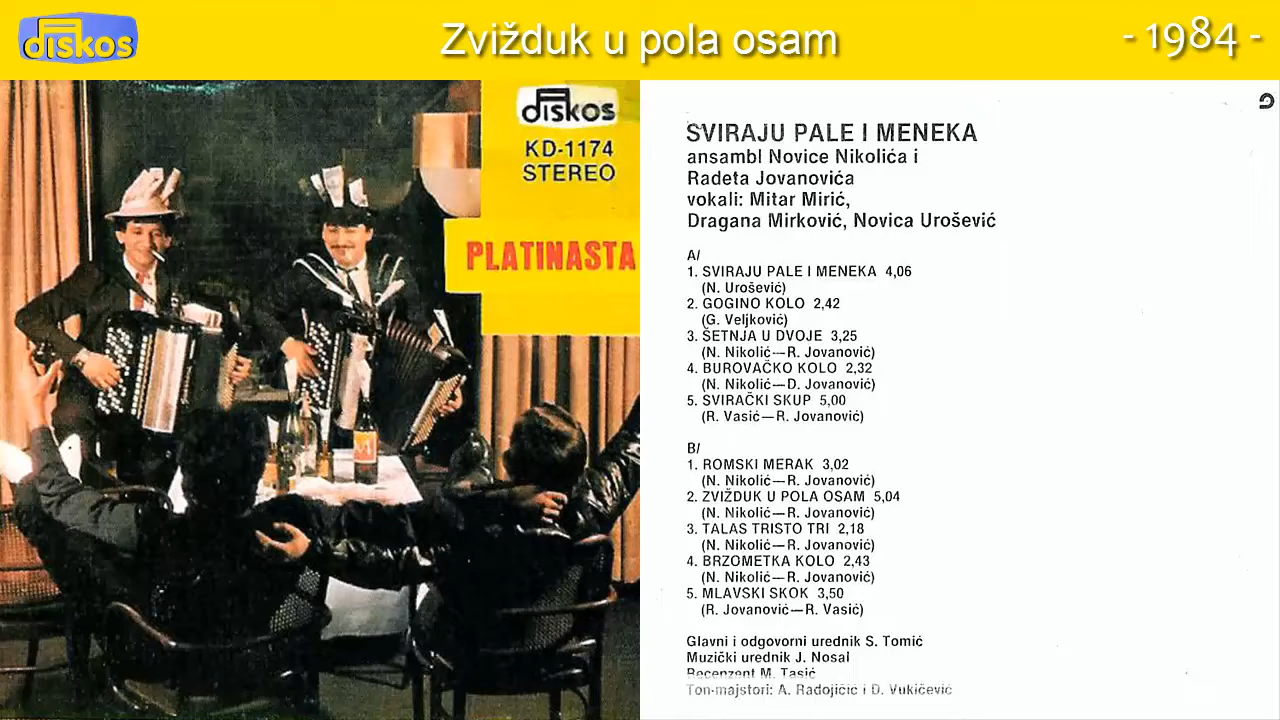 diskos
Zvižduk u pola osam
- 1984 -
diskos
KD-1174
STEREO
PLATINASTA
SVIRAJU PALE I MENEKA
ansambl Novice Nikolića i
Radeta Jovanovića
vokali: Mitar Mirić,
Dragana Mirković, Novica Urošević
A/
1. SVIRAJU PALE I MENEKA 4,06
(N. Urošević)
2. GOGINO KOLO 2,42
(G. Veljković)
3. ŠETNJA U DVOJE 3,25
(N. Nikolić—R. Jovanović)
4. BUROVAČKO KOLO 2,32
(N. Nikolić—D. Jovanović)
5. SVIRAČKI SKUP 5,00
(R. Vasić—R. Jovanović)
B/
1. ROMSKI MERAK 3,02
(N. Nikolić—R. Jovanović)
2. ZVIŽDUK U POLA OSAM 5,04
(N. Nikolić—R. Jovanović)
3. TALAS TRISTO TRI 2,18
(N. Nikolić—R. Jovanović)
4. BRZOMETKA KOLO 2,43
(N. Nikolić—R. Jovanović)
5. MLAVSKI SKOK 3,50
(R. Jovanović—R. Vasić)
Glavni i odgovorni urednik S. Tomić
Muzički urednik J. Nosal
Recenzent M. Tasić
Ton-majstori: A. Radojičić i D. Vukičević